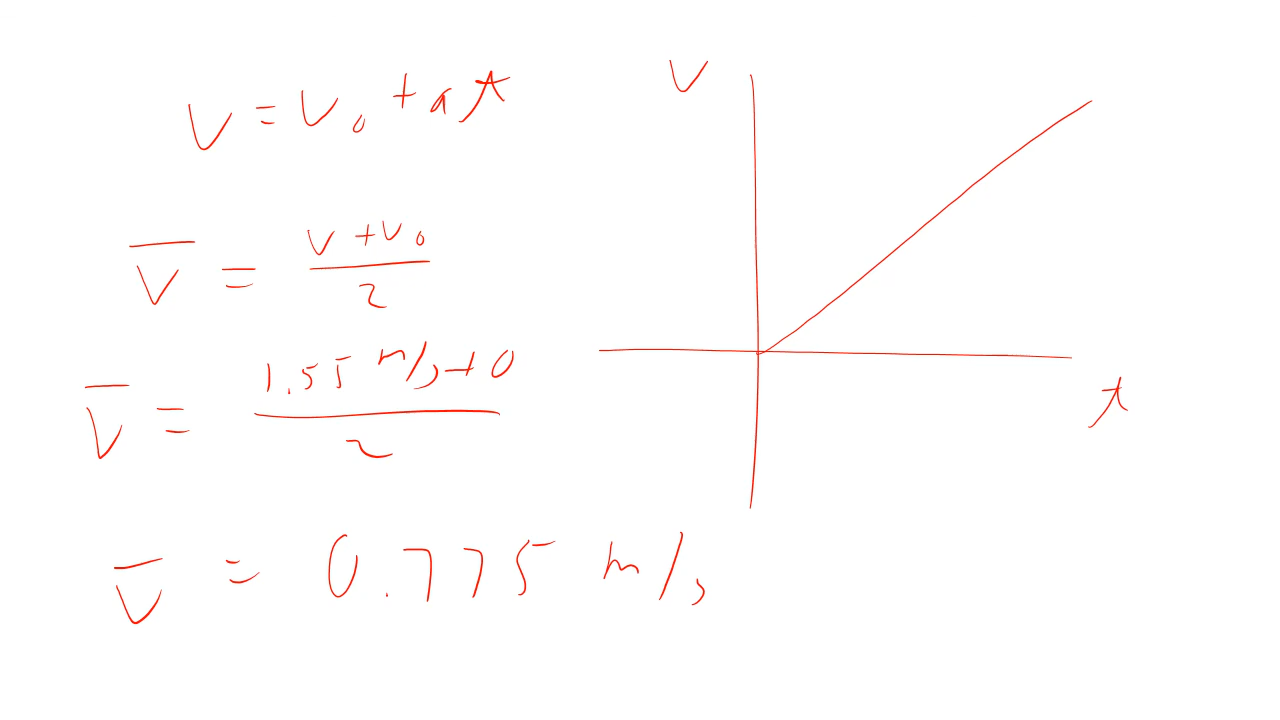 v = v₀ + at
v̅ = (v + v₀)/2
v̅ = (1.55 m/s + 0)/2
v̅ = 0.775 m/s
v
t